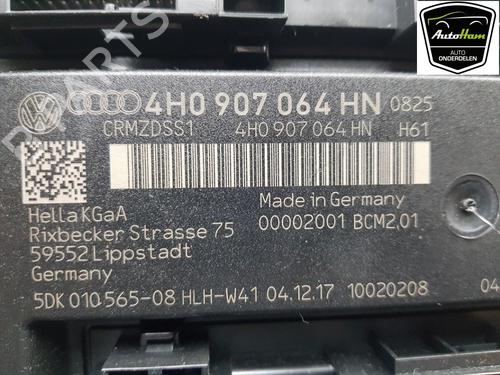 AutoHam
AUTO
ONDERDELEN
4H0 907 064 HN 0825
CRMZDSS1 4H0 907 064 HN H61
Hella KGaA
Rixbecker Strasse 75
59552 Lippstadt
Germany
Made in Germany
00002001 BCM2,01
5DK 010 565-08 HLH-W41 04.12.17 10020208 04
PARTS